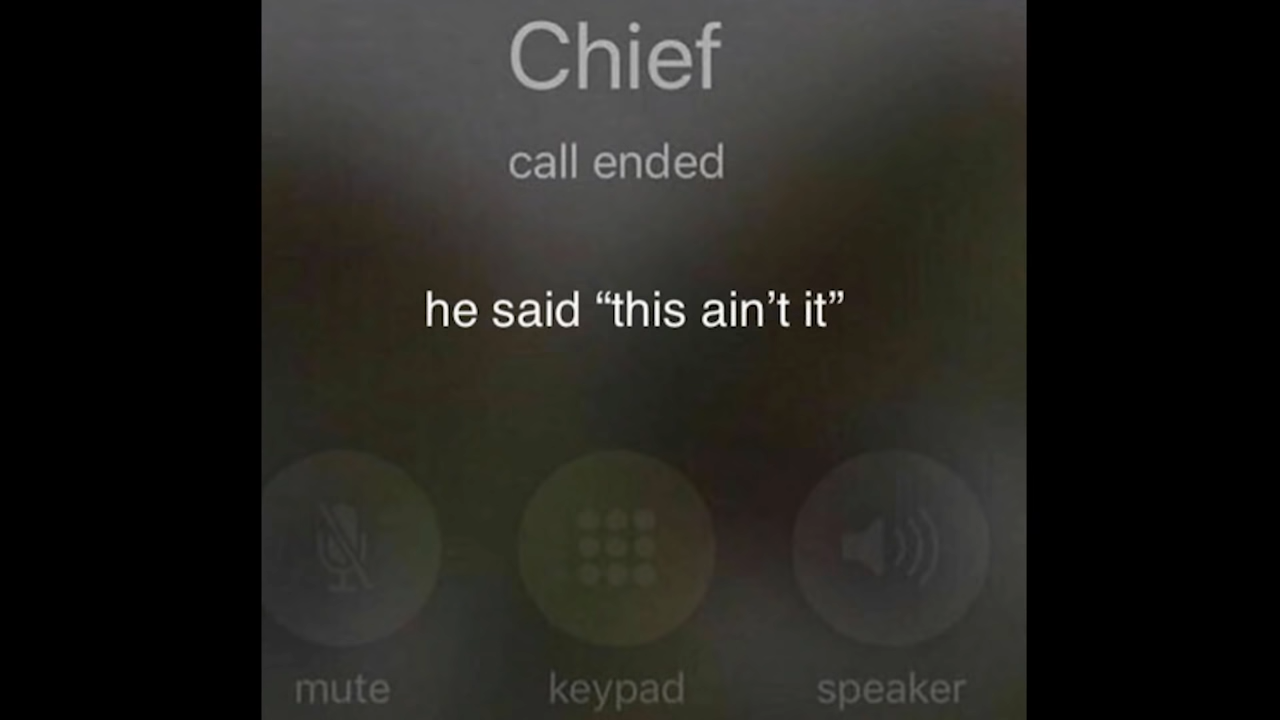 Chief
call ended
he said “this ain’t it”
mute keypad speaker